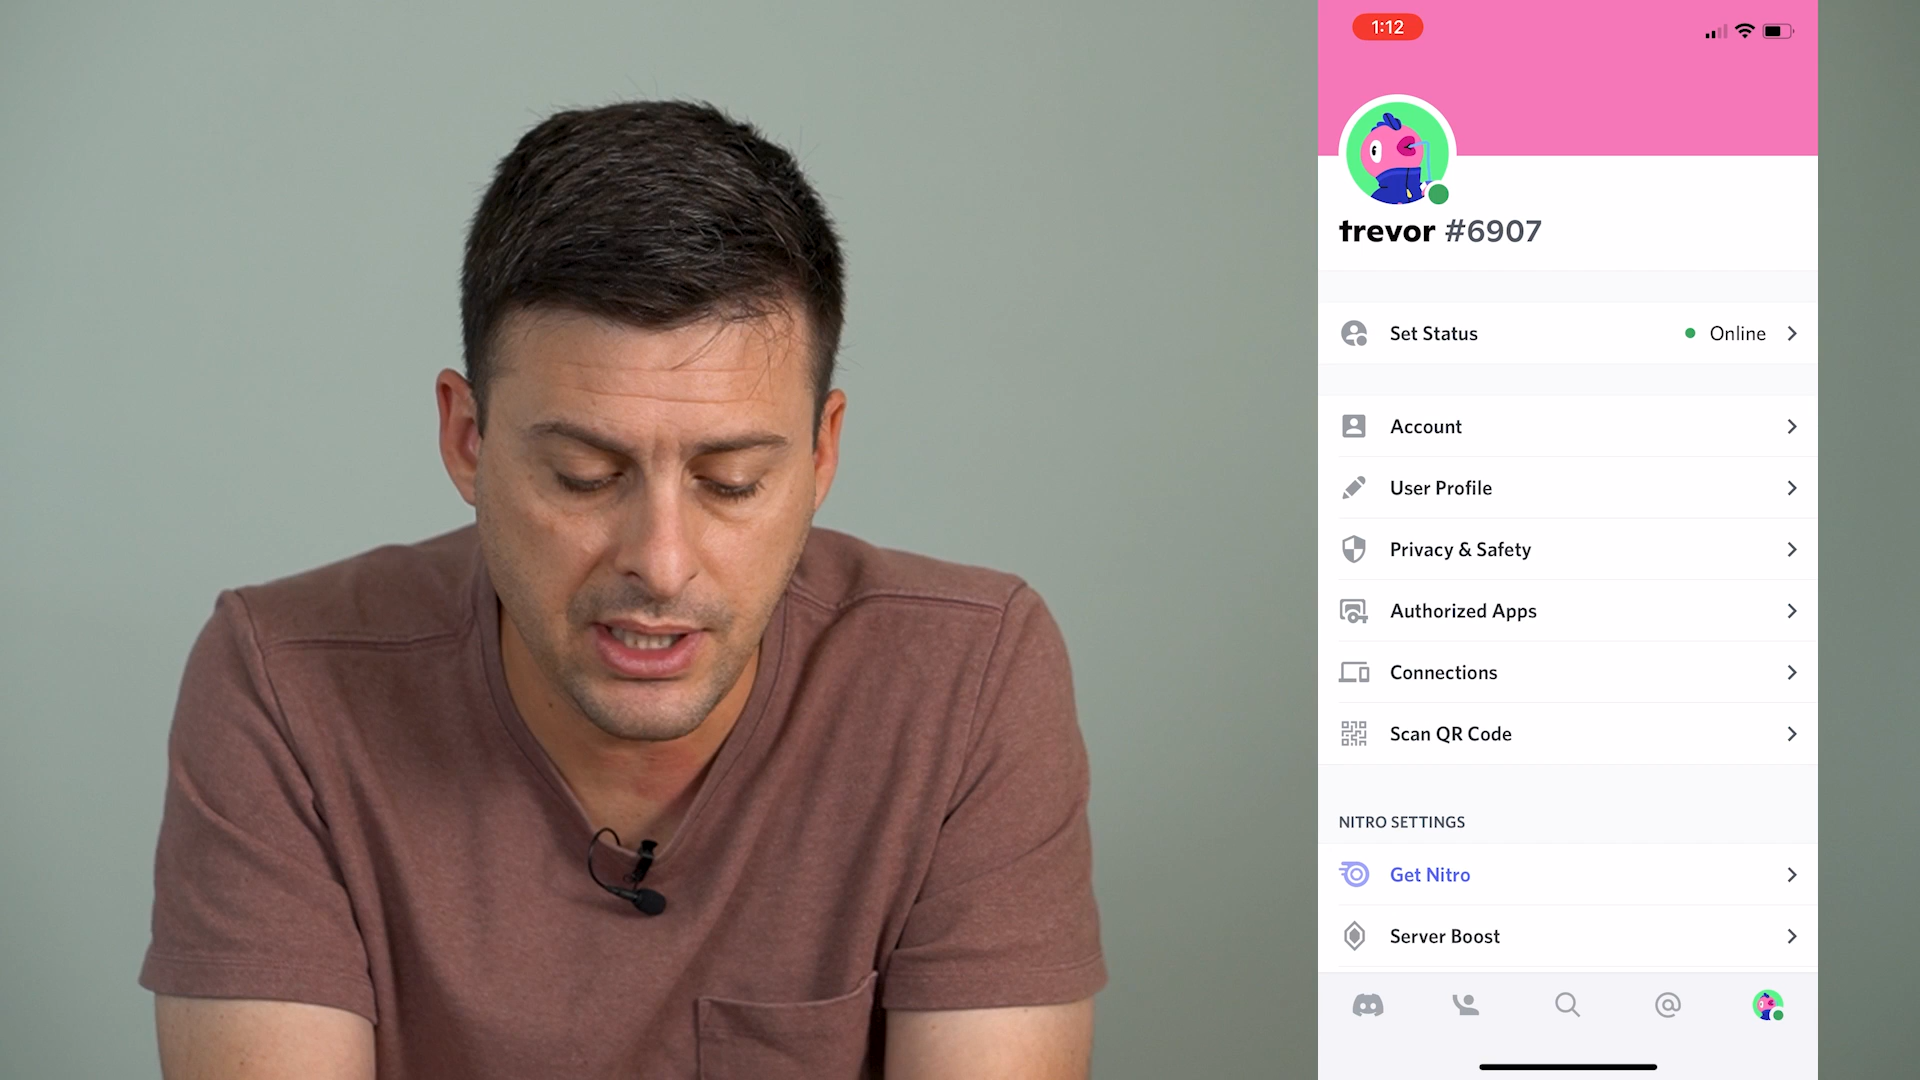 1:12
trevor #6907
Set Status Online
Account
User Profile
Privacy & Safety
Authorized Apps
Connections
Scan QR Code
NITRO SETTINGS
Get Nitro
Server Boost